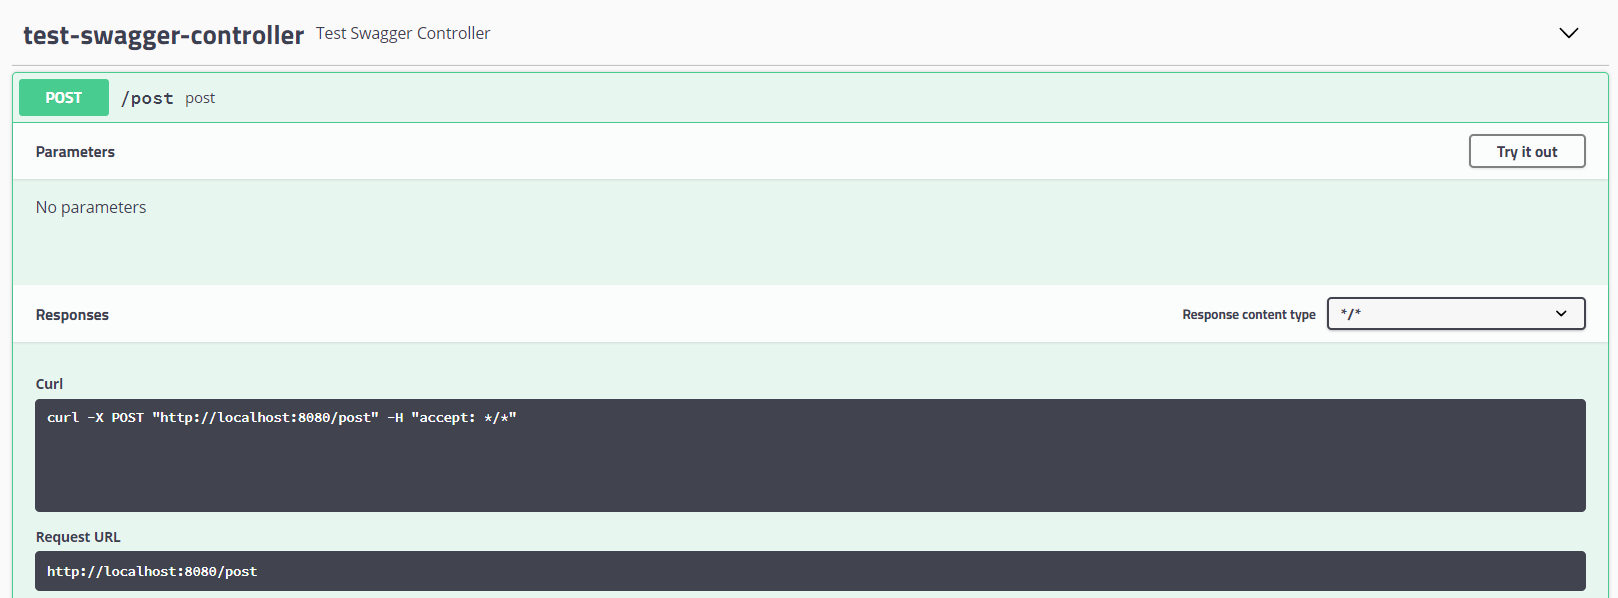 test-swagger-controller Test Swagger Controller
POST /post post
Parameters Try it out
No parameters
Responses Response content type */*
Curl
curl -X POST "http://localhost:8080/post" -H "accept: */*"
Request URL
http://localhost:8080/post